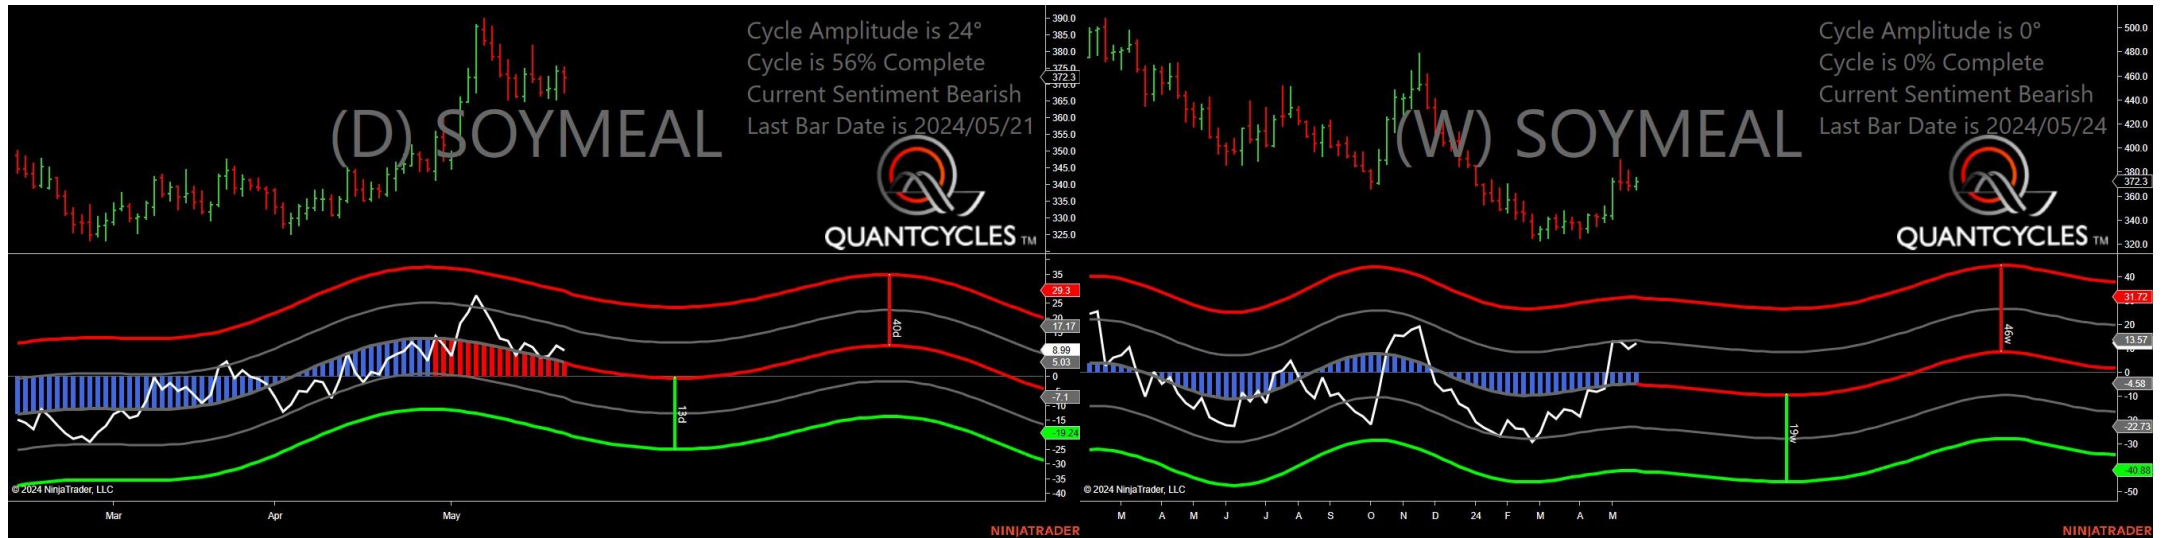 Cycle Amplitude is 24°
Cycle is 56% Complete
Current Sentiment Bearish
Last Bar Date is 2024/05/21
(D) SOYMEAL
QUANTCYCLES TM
390.0
385.0
380.0
375.0
372.3
365.0
360.0
355.0
350.0
345.0
340.0
335.0
330.0
325.0
35
29.3
25
20
17.17
8.99
5.03
0
-7.1
-10
-15
-19.24
-25
-30
-35
-40
40d
13d
© 2024 NinjaTrader, LLC
Mar Apr May
NINJATRADER
Cycle Amplitude is 0°
Cycle is 0% Complete
Current Sentiment Bearish
Last Bar Date is 2024/05/24
(W) SOYMEAL
QUANTCYCLES TM
500.0
480.0
460.0
440.0
420.0
400.0
380.0
372.3
360.0
340.0
320.0
40
31.72
20
13.57
0
-4.58
-10
-22.73
-30
-40.88
-50
46w
19w
© 2024 NinjaTrader, LLC
M A M J J A S O N D 24 F M A M
NINJATRADER